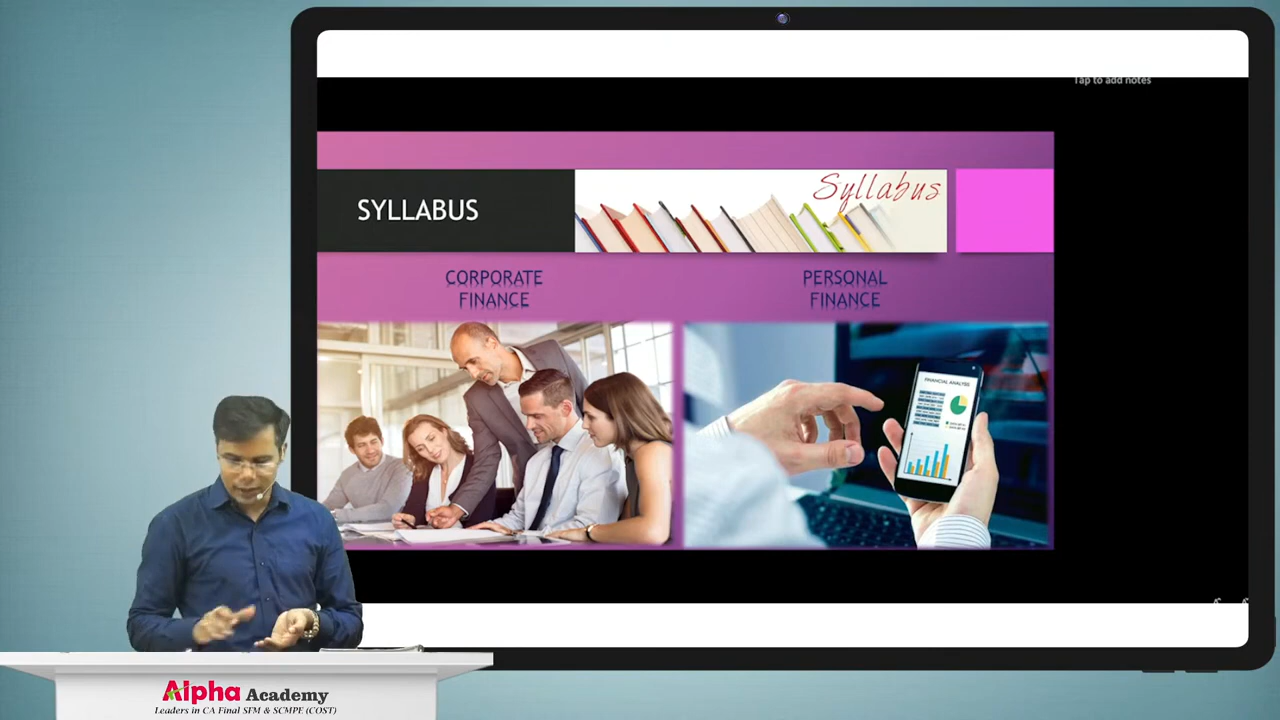 Tap to add notes
SYLLABUS
Syllabus
CORPORATE
FINANCE
PERSONAL
FINANCE
FINANCIAL ANALYSIS
Alpha Academy
Leaders in CA Final SFM & SCMPE (COST)